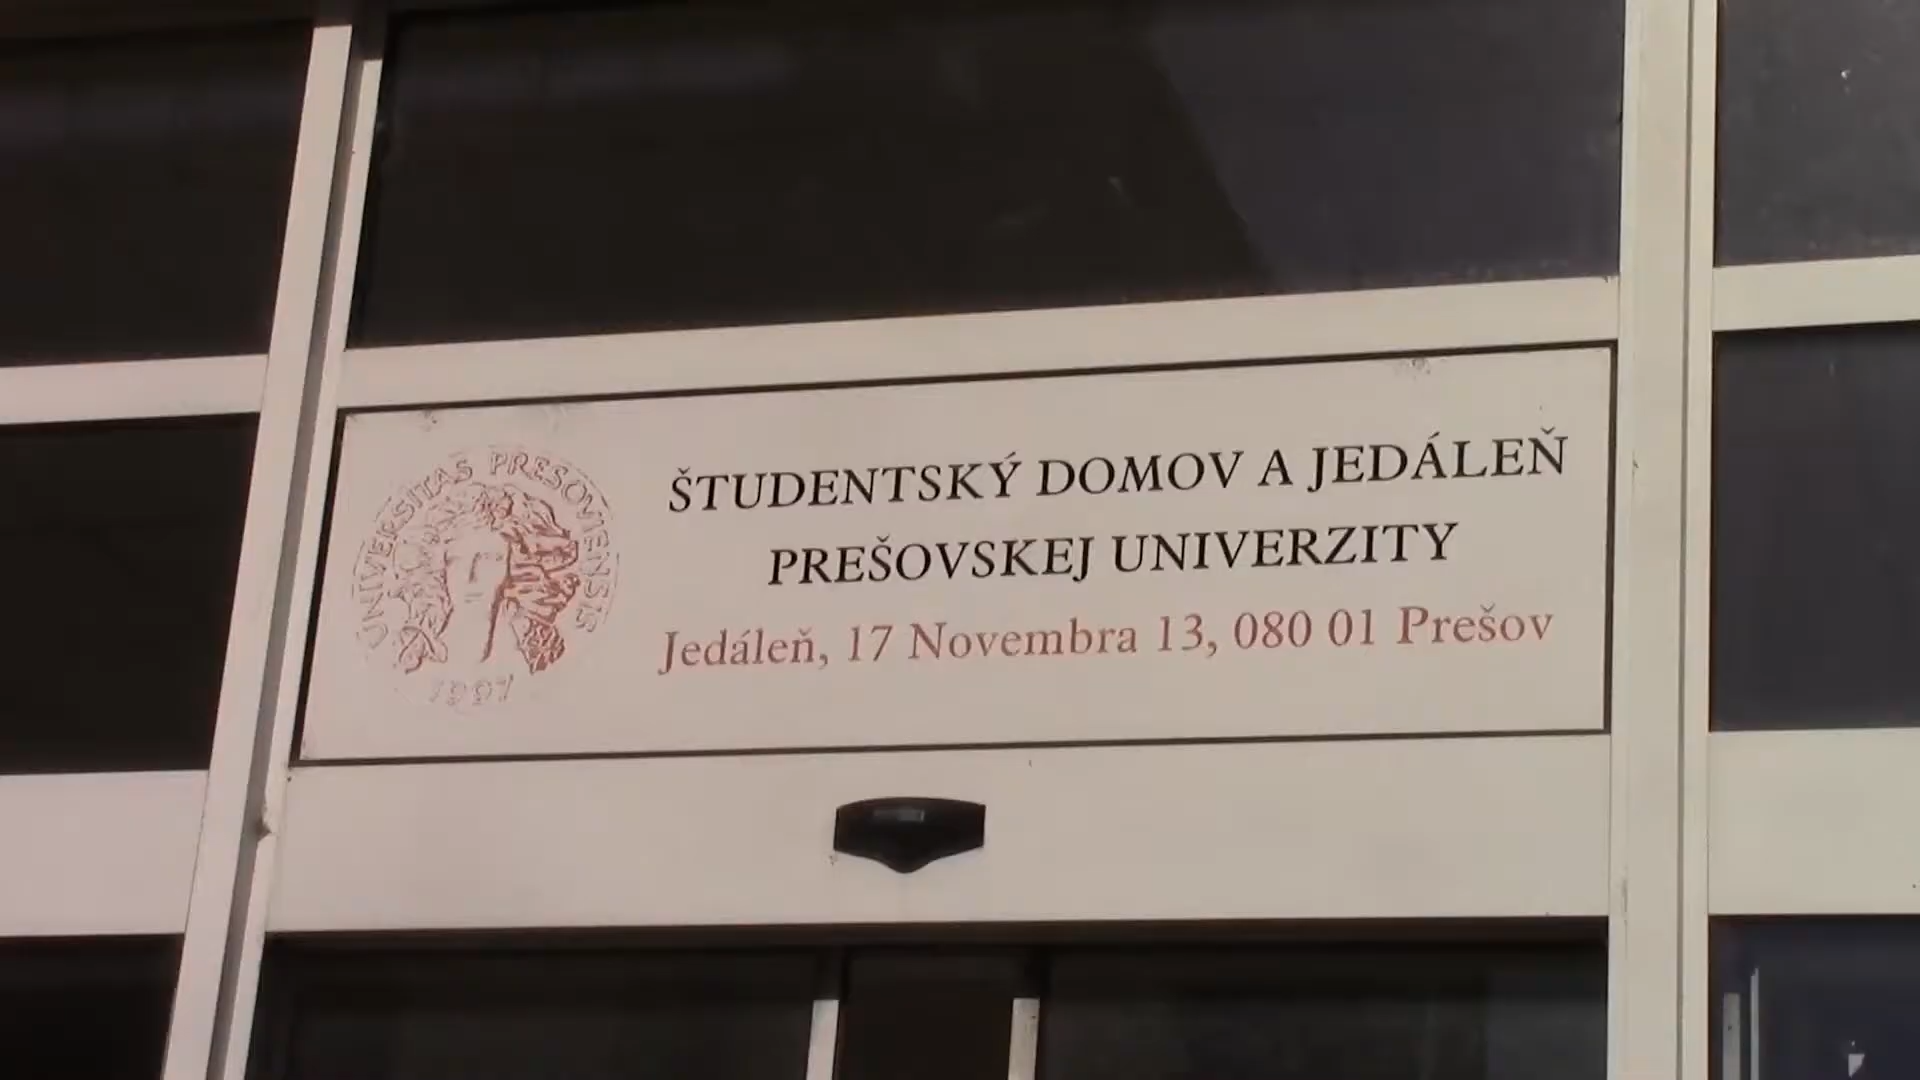 UNIVERSITAS PRESOVIENSIS
1997
ŠTUDENTSKÝ DOMOV A JEDÁLEŇ
PREŠOVSKEJ UNIVERZITY
Jedáleň, 17 Novembra 13, 080 01 Prešov